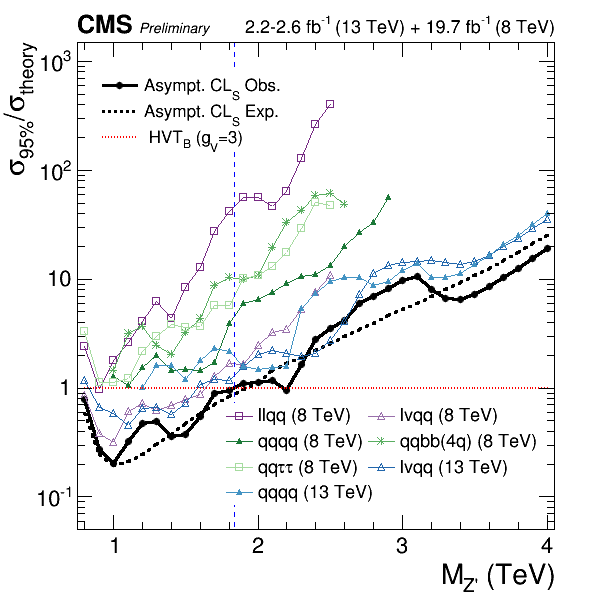 CMS Preliminary 2.2-2.6 fb⁻¹ (13 TeV) + 19.7 fb⁻¹ (8 TeV)
σ95%/σtheory
10³
10²
10
1
10⁻¹
Asympt. CLS Obs.
Asympt. CLS Exp.
HVTB (gV=3)
llqq (8 TeV)
lνqq (8 TeV)
qqqq (8 TeV)
qqbb(4q) (8 TeV)
qqττ (8 TeV)
lνqq (13 TeV)
qqqq (13 TeV)
1 2 3 4
MZ' (TeV)